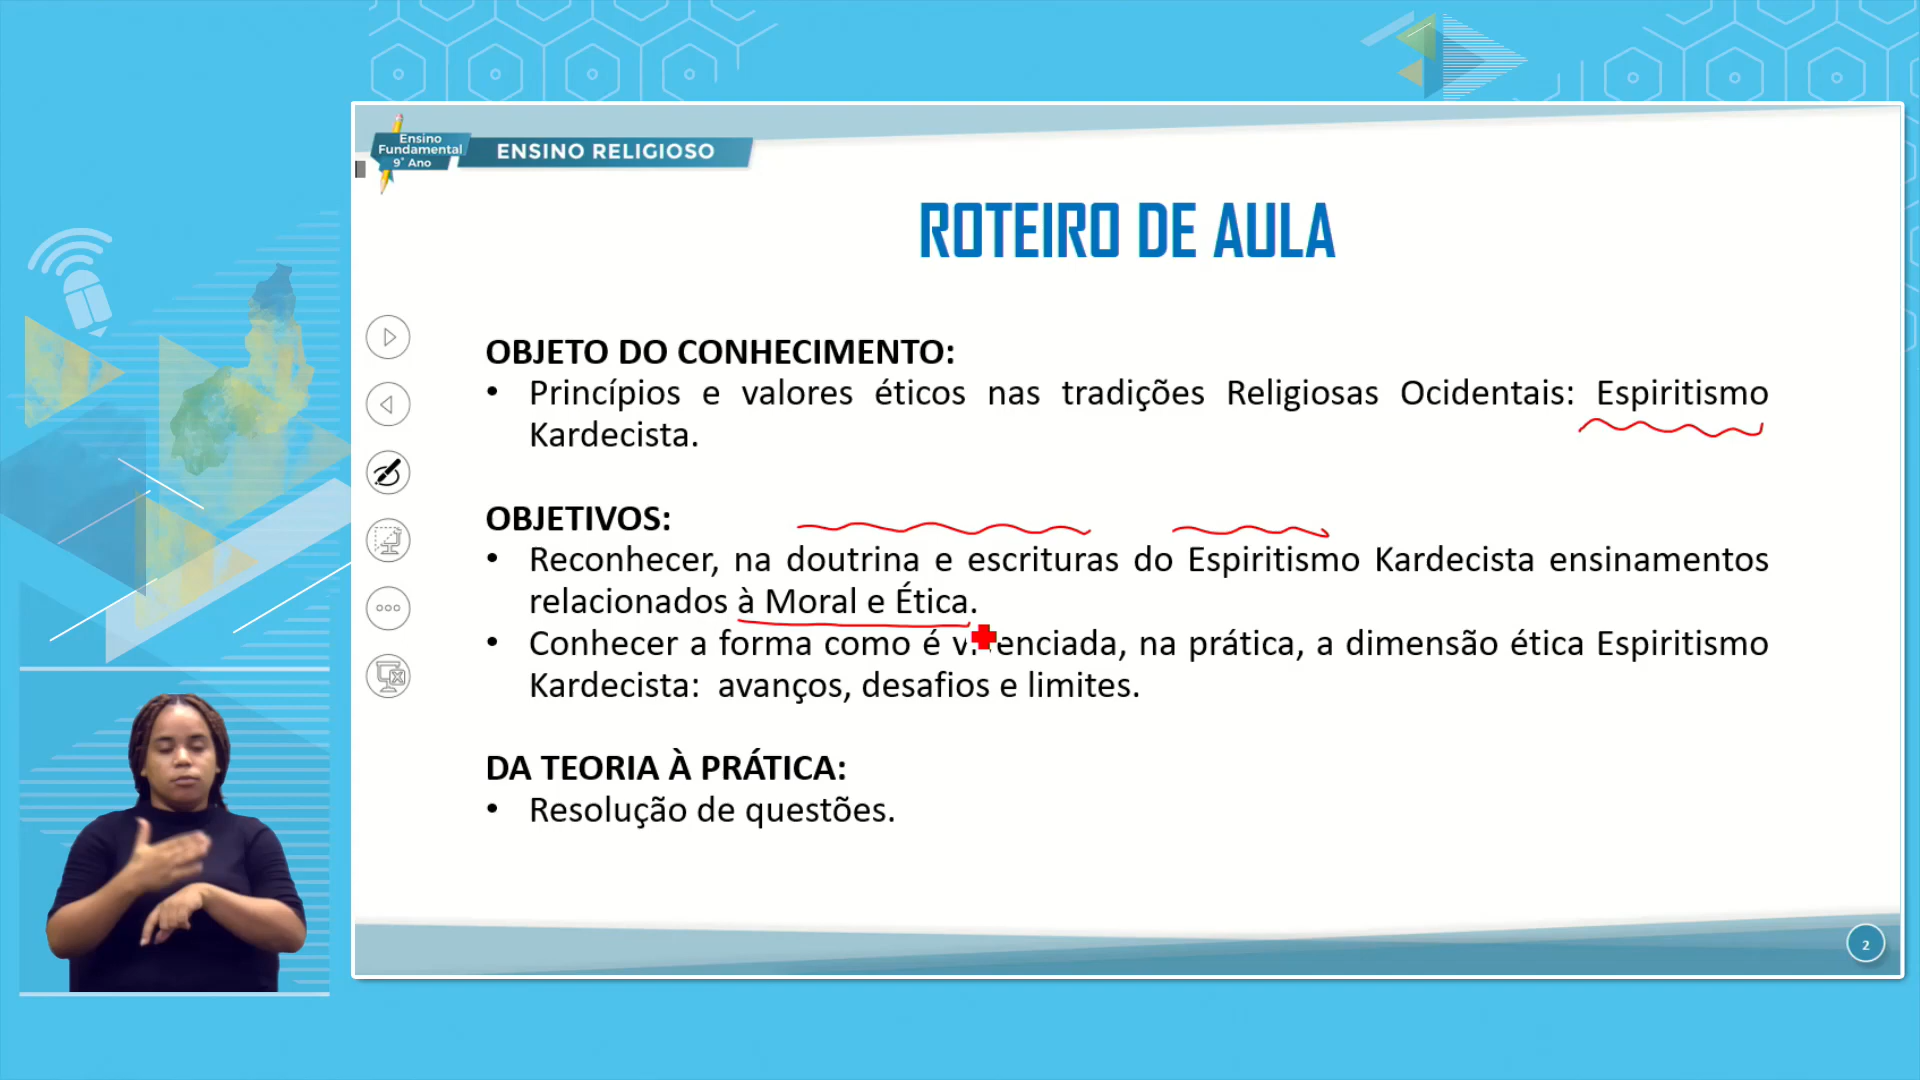 Ensino
Fundamental
9° Ano
ENSINO RELIGIOSO
ROTEIRO DE AULA
OBJETO DO CONHECIMENTO:
• Princípios e valores éticos nas tradições Religiosas Ocidentais: Espiritismo
Kardecista.
OBJETIVOS:
• Reconhecer, na doutrina e escrituras do Espiritismo Kardecista ensinamentos
relacionados à Moral e Ética.
• Conhecer a forma como é vivenciada, na prática, a dimensão ética Espiritismo
Kardecista: avanços, desafios e limites.
DA TEORIA À PRÁTICA:
• Resolução de questões.
2